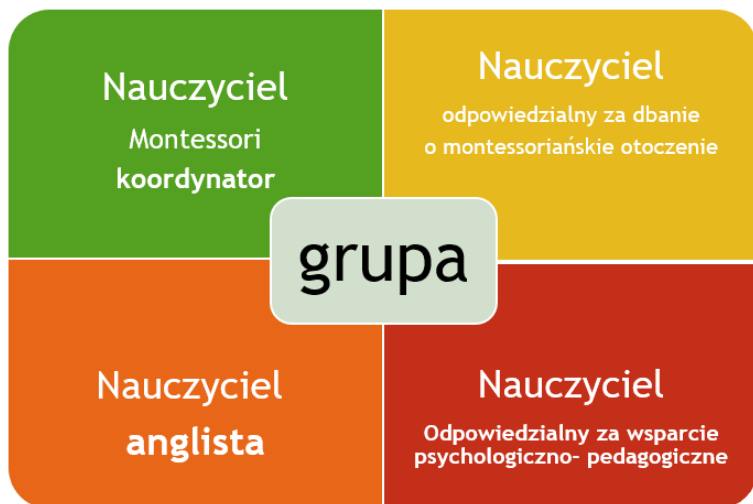 Nauczyciel
Montessori
koordynator
Nauczyciel
odpowiedzialny za dbanie
o montessoriańskie otoczenie
grupa
Nauczyciel
anglista
Nauczyciel
Odpowiedzialny za wsparcie
psychologiczno- pedagogiczne